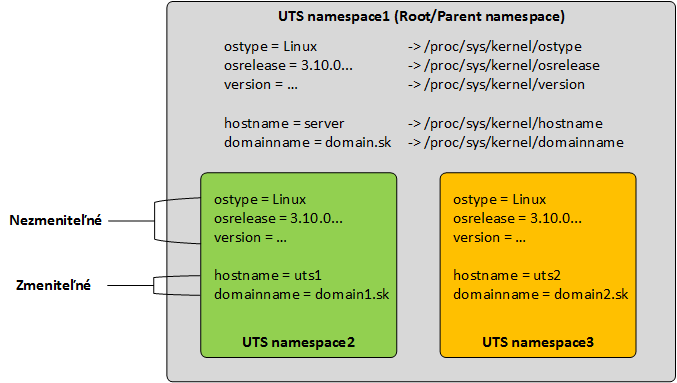 UTS namespace1 (Root/Parent namespace)
ostype = Linux -> /proc/sys/kernel/ostype
osrelease = 3.10.0... -> /proc/sys/kernel/osrelease
version = ... -> /proc/sys/kernel/version
hostname = server -> /proc/sys/kernel/hostname
domainname = domain.sk -> /proc/sys/kernel/domainname
Nezmeniteľné
Zmeniteľné
ostype = Linux
osrelease = 3.10.0...
version = ...
hostname = uts1
domainname = domain1.sk
UTS namespace2
ostype = Linux
osrelease = 3.10.0...
version = ...
hostname = uts2
domainname = domain2.sk
UTS namespace3